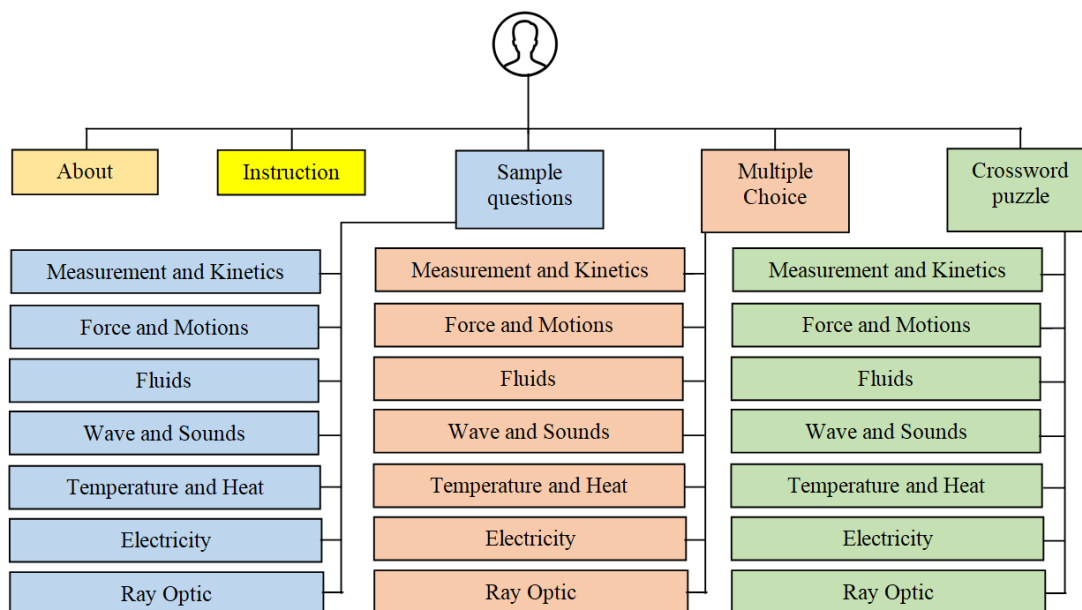 About
Instruction
Sample
questions
Multiple
Choice
Crossword
puzzle
Measurement and Kinetics
Force and Motions
Fluids
Wave and Sounds
Temperature and Heat
Electricity
Ray Optic
Measurement and Kinetics
Force and Motions
Fluids
Wave and Sounds
Temperature and Heat
Electricity
Ray Optic
Measurement and Kinetics
Force and Motions
Fluids
Wave and Sounds
Temperature and Heat
Electricity
Ray Optic